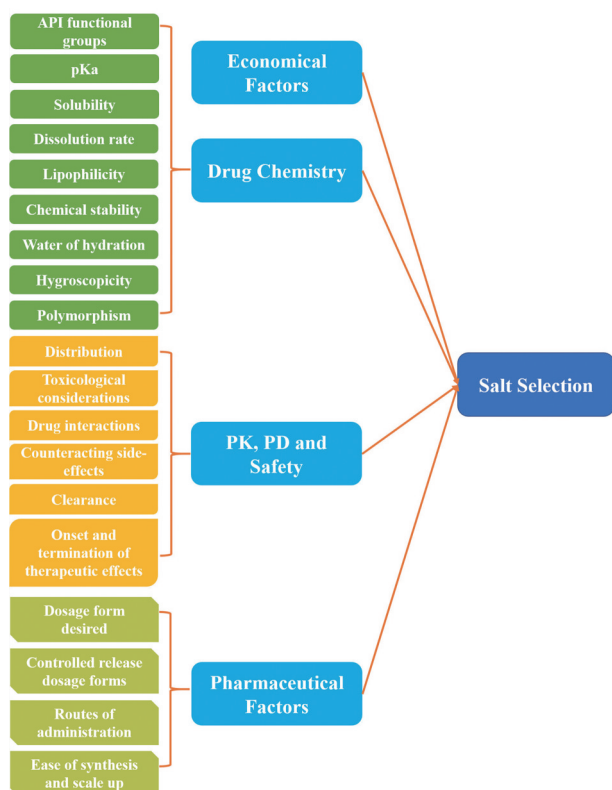 API functional
groups
pKa
Solubility
Dissolution rate
Lipophilicity
Chemical stability
Water of hydration
Hygroscopicity
Polymorphism
Distribution
Toxicological
considerations
Drug interactions
Counteracting side-
effects
Clearance
Onset and
termination of
therapeutic effects
Dosage form
desired
Controlled release
dosage forms
Routes of
administration
Ease of synthesis
and scale up
Economical
Factors
Drug Chemistry
PK, PD and
Safety
Pharmaceutical
Factors
Salt Selection